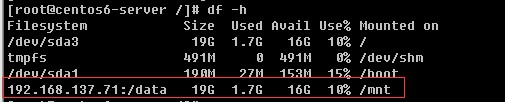 [root@centos6-server /]# df -h
Filesystem Size Used Avail Use% Mounted on
/dev/sda3 19G 1.7G 16G 10% /
tmpfs 491M 0 491M 0% /dev/shm
/dev/sda1 190M 27M 153M 15% /boot
192.168.137.71:/data 19G 1.7G 16G 10% /mnt